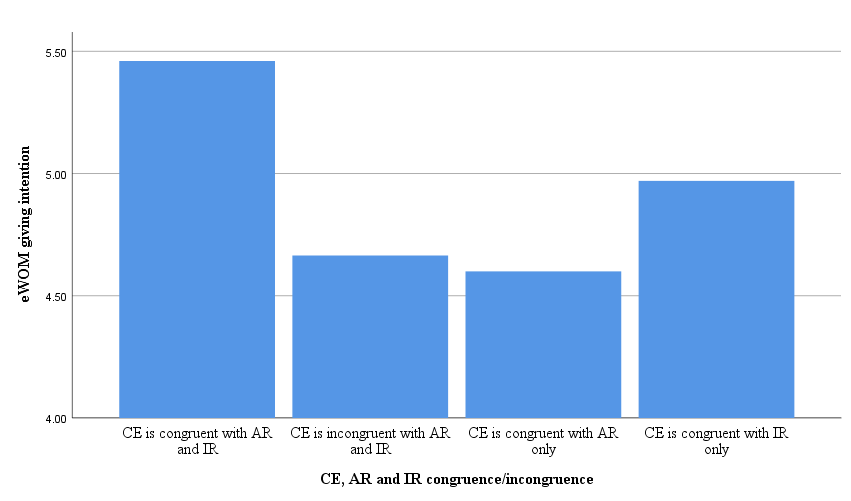 5.50
5.00
4.50
4.00
eWOM giving intention
CE is congruent with AR
and IR
CE is incongruent with AR
and IR
CE is congruent with AR
only
CE is congruent with IR
only
CE, AR and IR congruence/incongruence